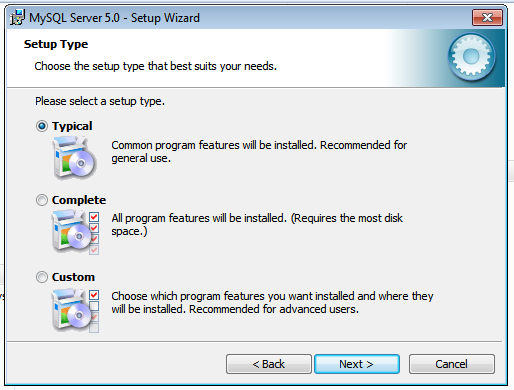 MySQL Server 5.0 - Setup Wizard
Setup Type
Choose the setup type that best suits your needs.
Please select a setup type.
Typical
Common program features will be installed. Recommended for
general use.
Complete
All program features will be installed. (Requires the most disk
space.)
Custom
Choose which program features you want installed and where they
will be installed. Recommended for advanced users.
< Back
Next >
Cancel